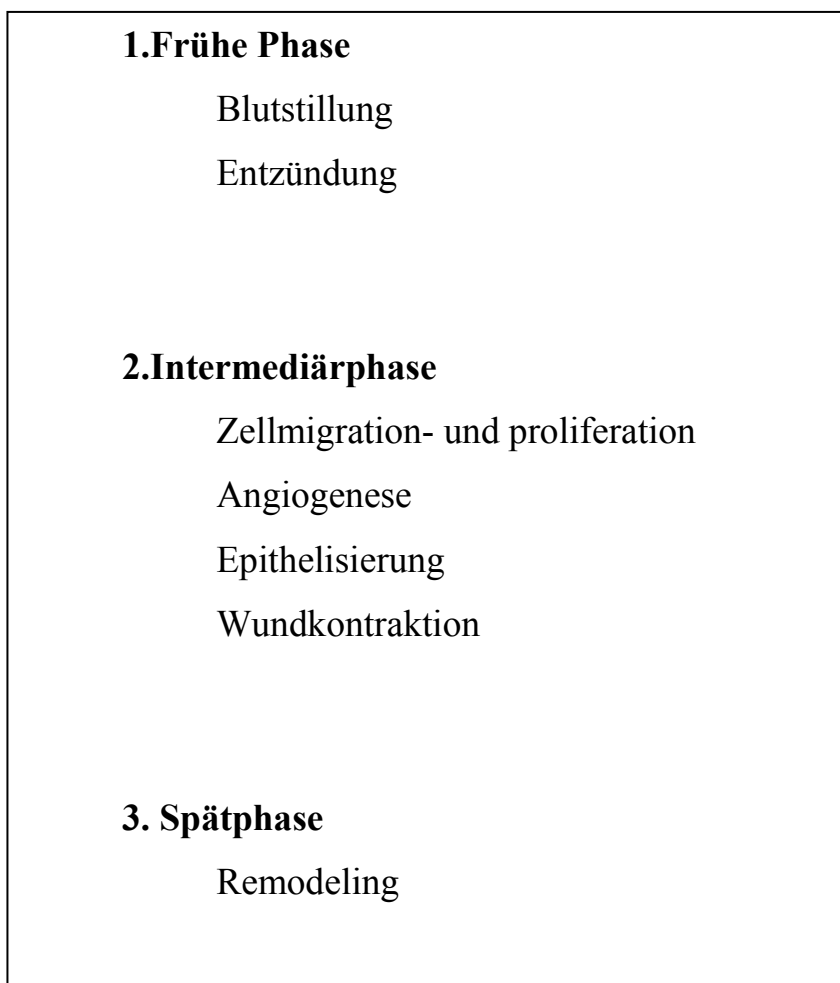 1.Frühe Phase
Blutstillung
Entzündung
2.Intermediärphase
Zellmigration- und proliferation
Angiogenese
Epithelisierung
Wundkontraktion
3. Spätphase
Remodeling